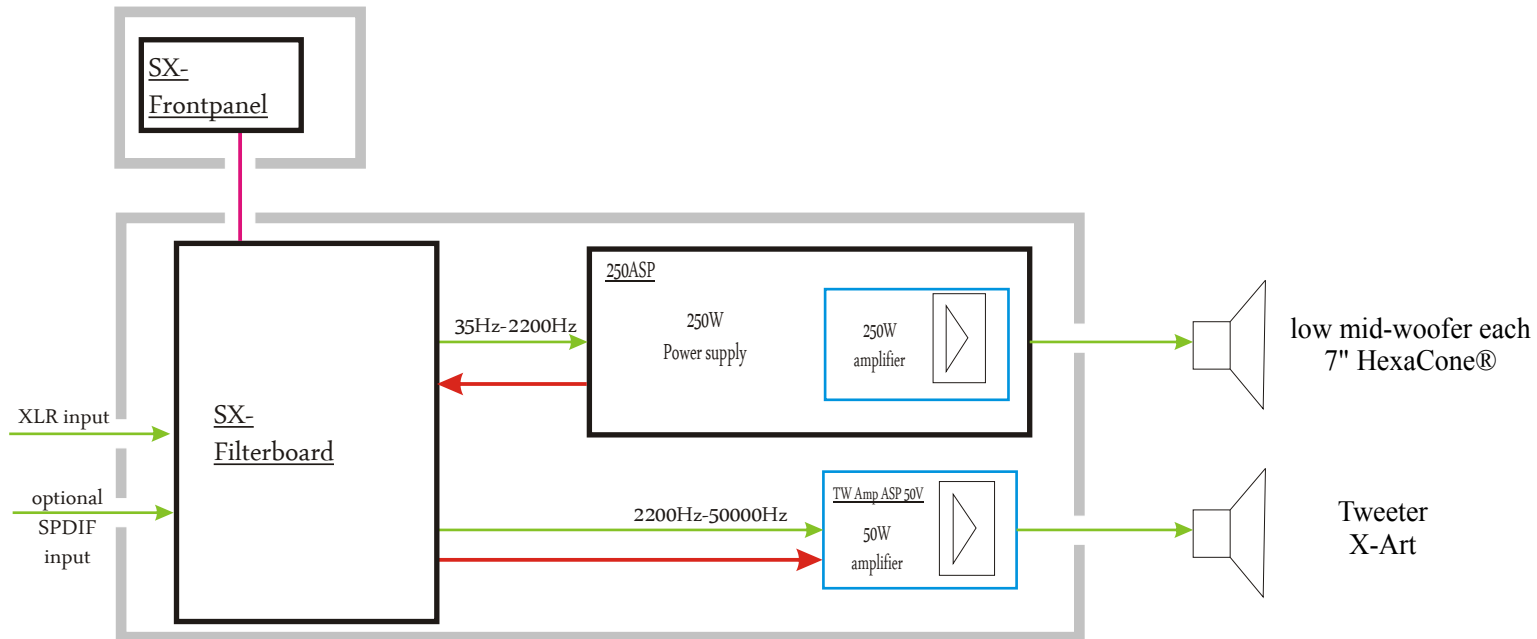 SX-
Frontpanel
250ASP
250W
Power supply
250W
amplifier
35Hz-2200Hz
low mid-woofer each
7" HexaCone®
XLR input
SX-
Filterboard
optional
SPDIF
input
2200Hz-50000Hz
TW Amp ASP 50V
50W
amplifier
Tweeter
X-Art